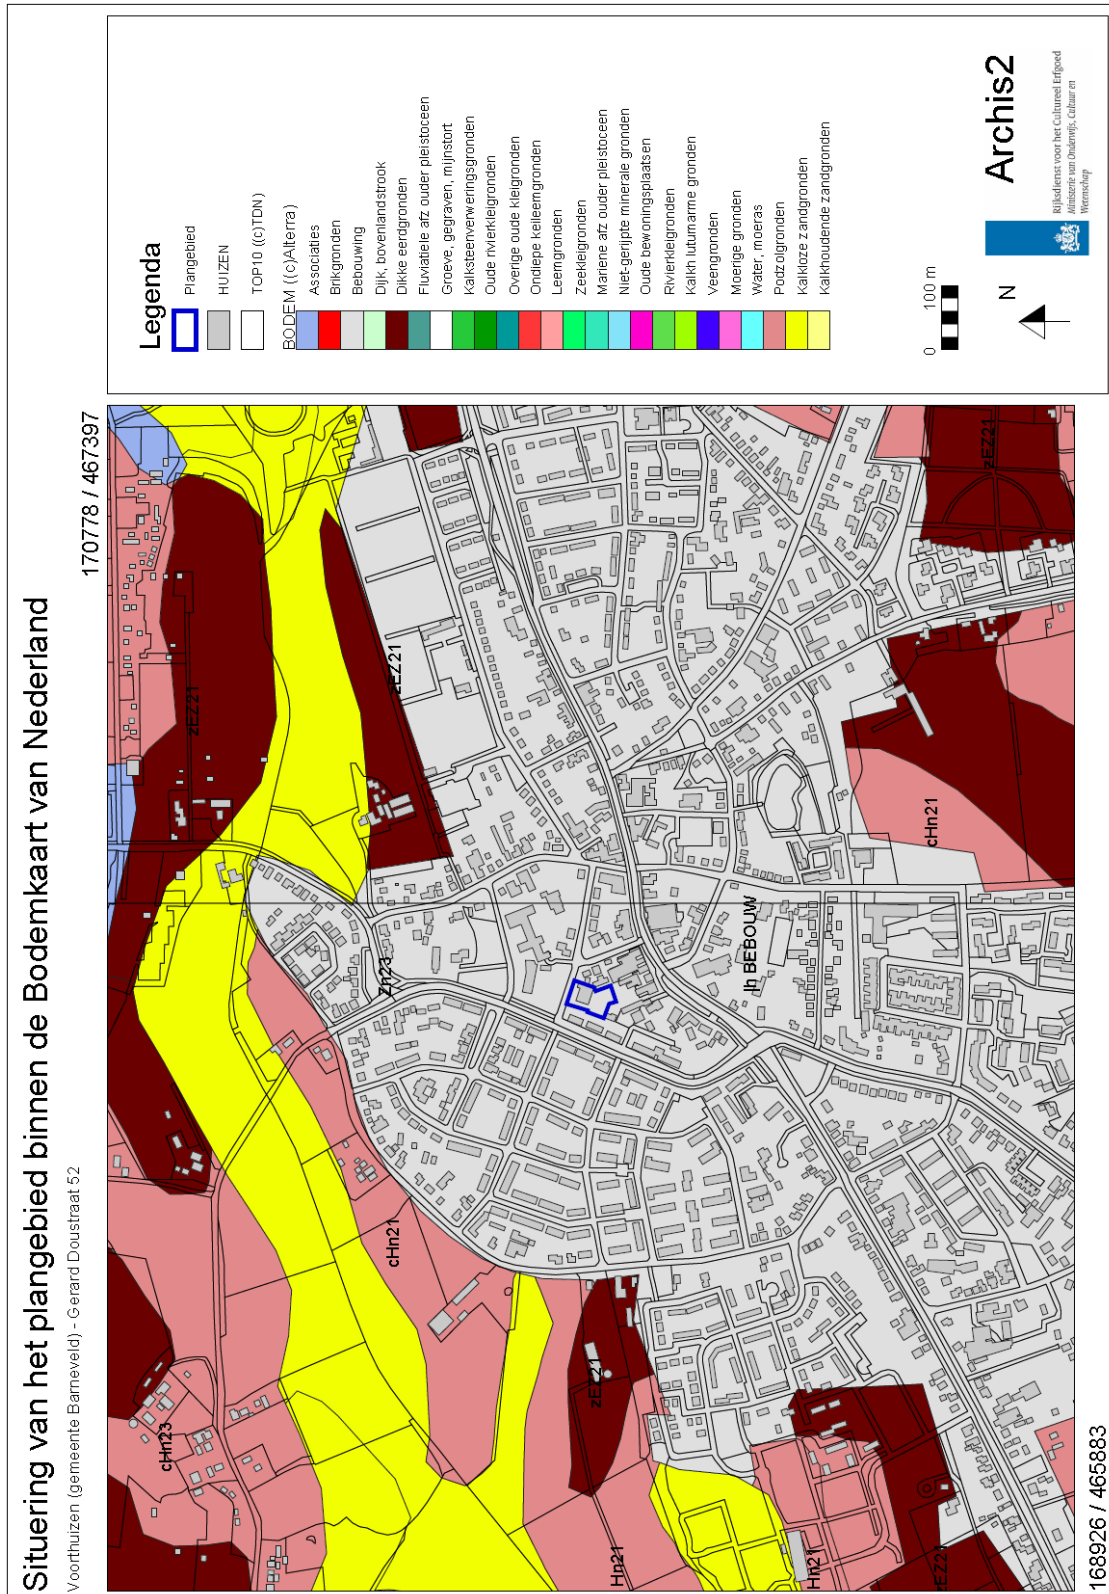 Situering van het plangebied binnen de Bodemkaart van Nederland
Voorthuizen (gemeente Barneveld) - Gerard Doustraat 52
170778 / 467397
zEZ21
zEZ21
zEZ21
Zn23
cHn21
cHn23
zEZ21
Hn21
Hn21
zEZ21
|h BEBOUW
cHn21
168926 / 465883
Legenda
Plangebied
HUIZEN
TOP10 ((c)TDN)
BODEM ((c)Alterra)
Associaties
Brikgronden
Bebouwing
Dijk, bovenlandstrook
Dikke eerdgronden
Fluviatiele afz ouder pleistoceen
Groeve, gegraven, mijnstort
Kalksteenverweringsgronden
Oude rivierkleigronden
Overige oude kleigronden
Ondiepe keileemgronden
Leemgronden
Zeekleigronden
Mariene afz ouder pleistoceen
Niet-gerijpte minerale gronden
Oude bewoningsplaatsen
Rivierkleigronden
Kalkh lutumarme gronden
Veengronden
Moerige gronden
Water, moeras
Podzolgronden
Kalkloze zandgronden
Kalkhoudende zandgronden
0 100 m
N
Archis2
Rijksdienst voor het Cultureel Erfgoed
Ministerie van Onderwijs, Cultuur en
Wetenschap